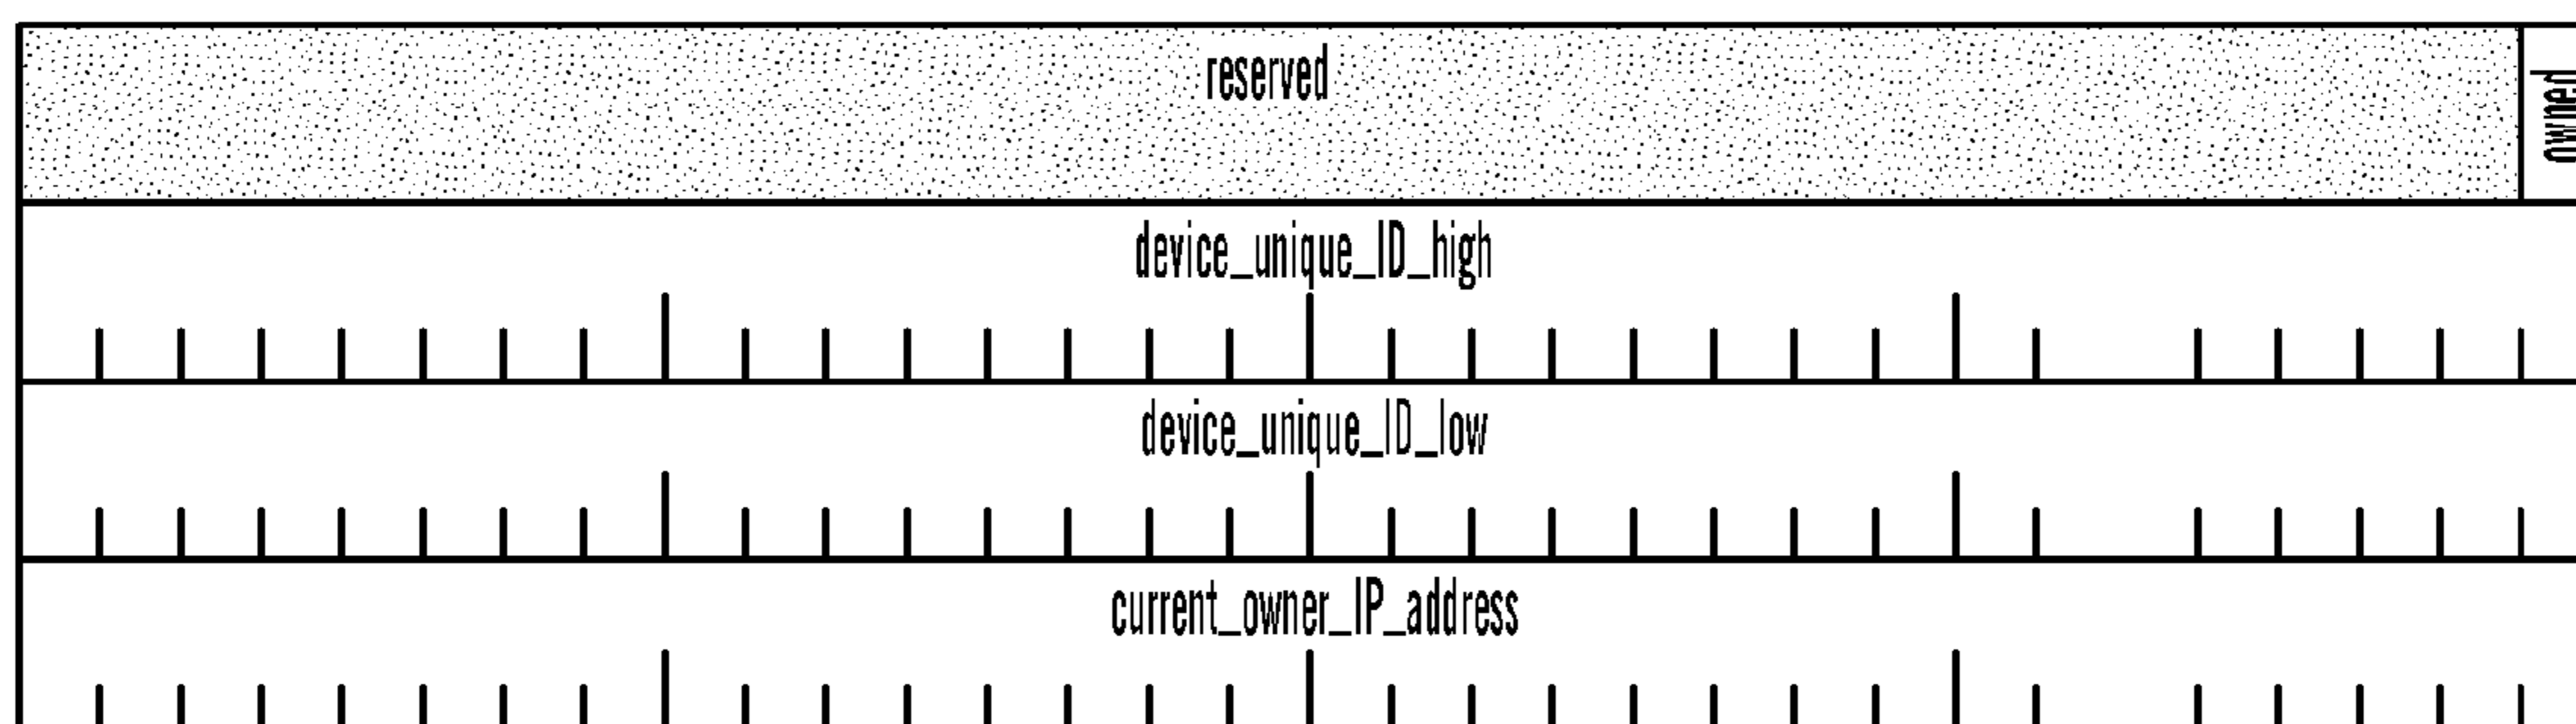 reserved
owned
device_unique_ID_high
device_unique_ID_low
current_owner_IP_address